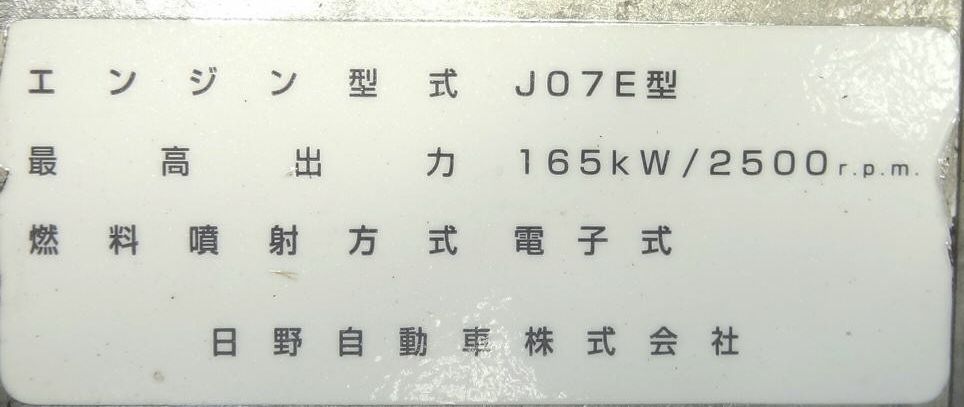 エンジン型式 J07E型
最高出力 165kW/2500r.p.m.
燃料噴射方式 電子式
日野自動車株式会社